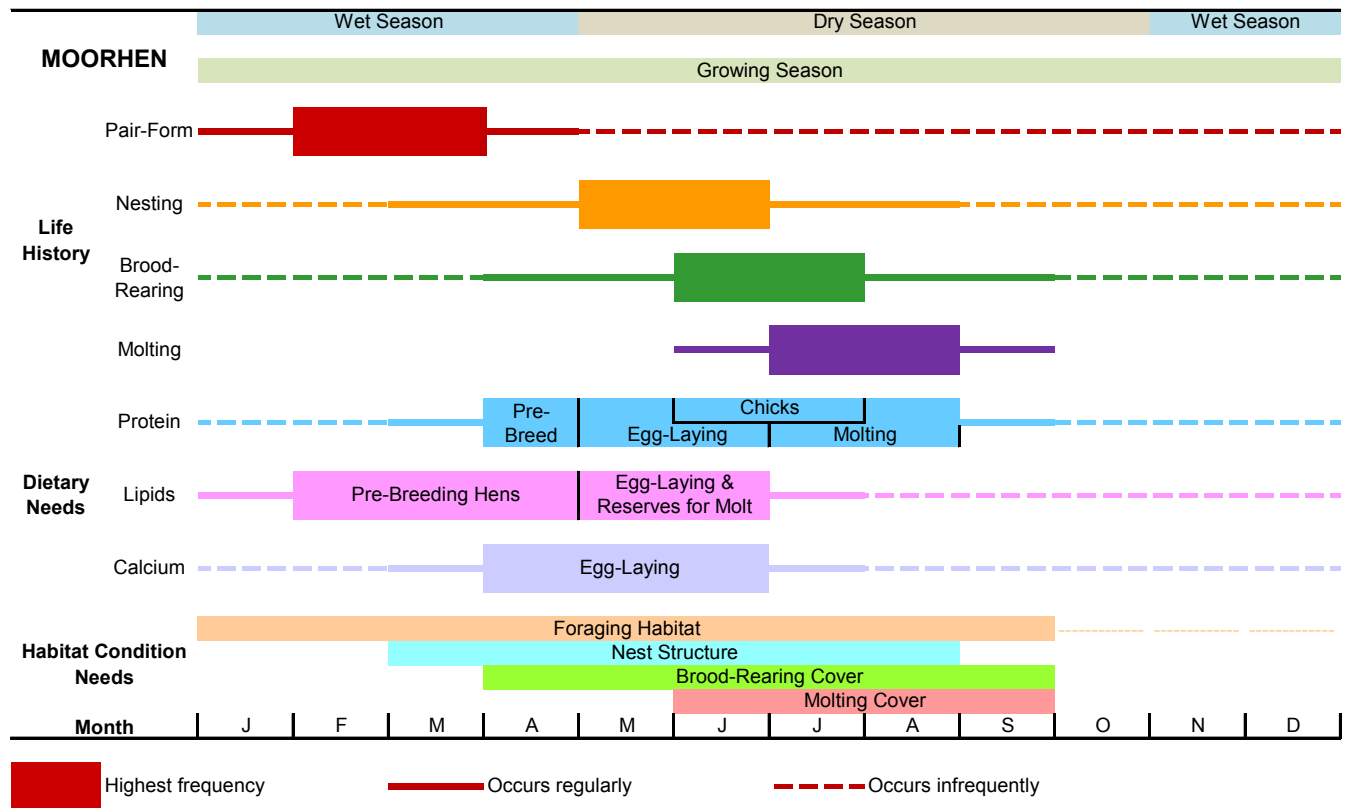 Wet Season Dry Season Wet Season
MOORHEN
Growing Season
Pair-Form
Nesting
Life
History
Brood-
Rearing
Molting
Protein
Pre-
Breed
Chicks
Egg-Laying Molting
Dietary
Needs
Lipids
Pre-Breeding Hens
Egg-Laying &
Reserves for Molt
Calcium
Egg-Laying
Habitat Condition
Needs
Foraging Habitat
Nest Structure
Brood-Rearing Cover
Molting Cover
Month J F M A M J J A S O N D
Highest frequency Occurs regularly Occurs infrequently